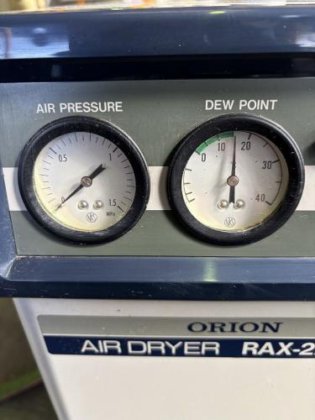 AIR PRESSURE
DEW POINT
0.5
1
0
1.5
MPa
0
10
20
30
40
ORION
AIR DRYER RAX-2